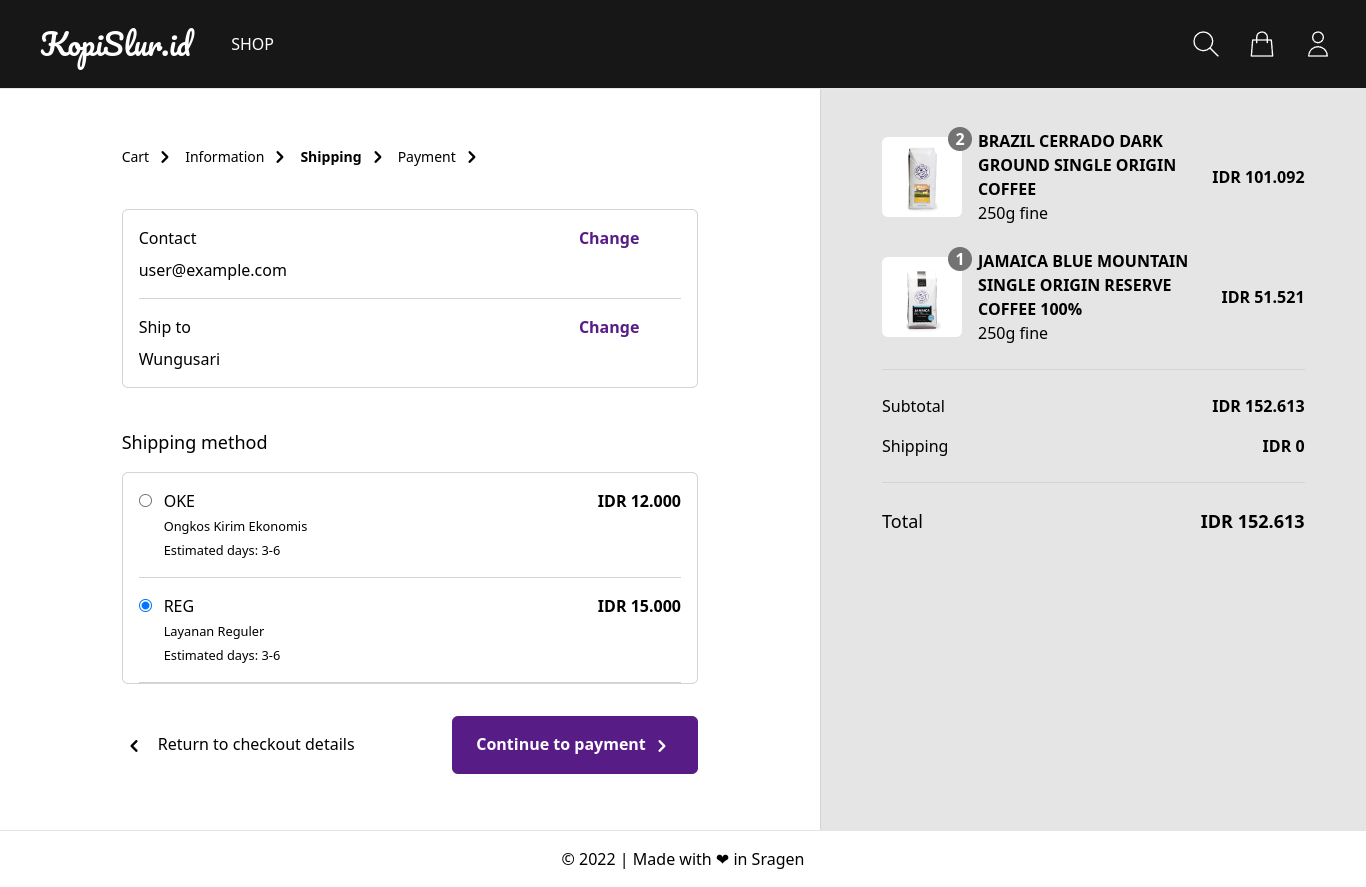 KopiSlur.id
SHOP
Cart
Information
Shipping
Payment
Contact
Change
user@example.com
Ship to
Change
Wungusari
Shipping method
OKE
IDR 12.000
Ongkos Kirim Ekonomis
Estimated days: 3-6
REG
IDR 15.000
Layanan Reguler
Estimated days: 3-6
Return to checkout details
Continue to payment
2
BRAZIL CERRADO DARK
GROUND SINGLE ORIGIN
COFFEE
250g fine
IDR 101.092
1
JAMAICA BLUE MOUNTAIN
SINGLE ORIGIN RESERVE
COFFEE 100%
250g fine
IDR 51.521
JAMAICA
Subtotal
IDR 152.613
Shipping
IDR 0
Total
IDR 152.613
© 2022 | Made with ❤ in Sragen